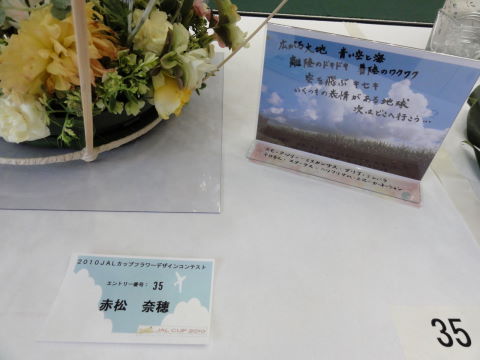 広がる大地 青い空と海
離陸のドキドキ 着陸のワクワク
空を飛ぶキセキ
いくつもの表情がある地球
次はどこへ行こう…
2010JALカップフラワーデザインコンテスト
エントリー番号: 35
赤松 奈穂
JAL CUP 2010
35